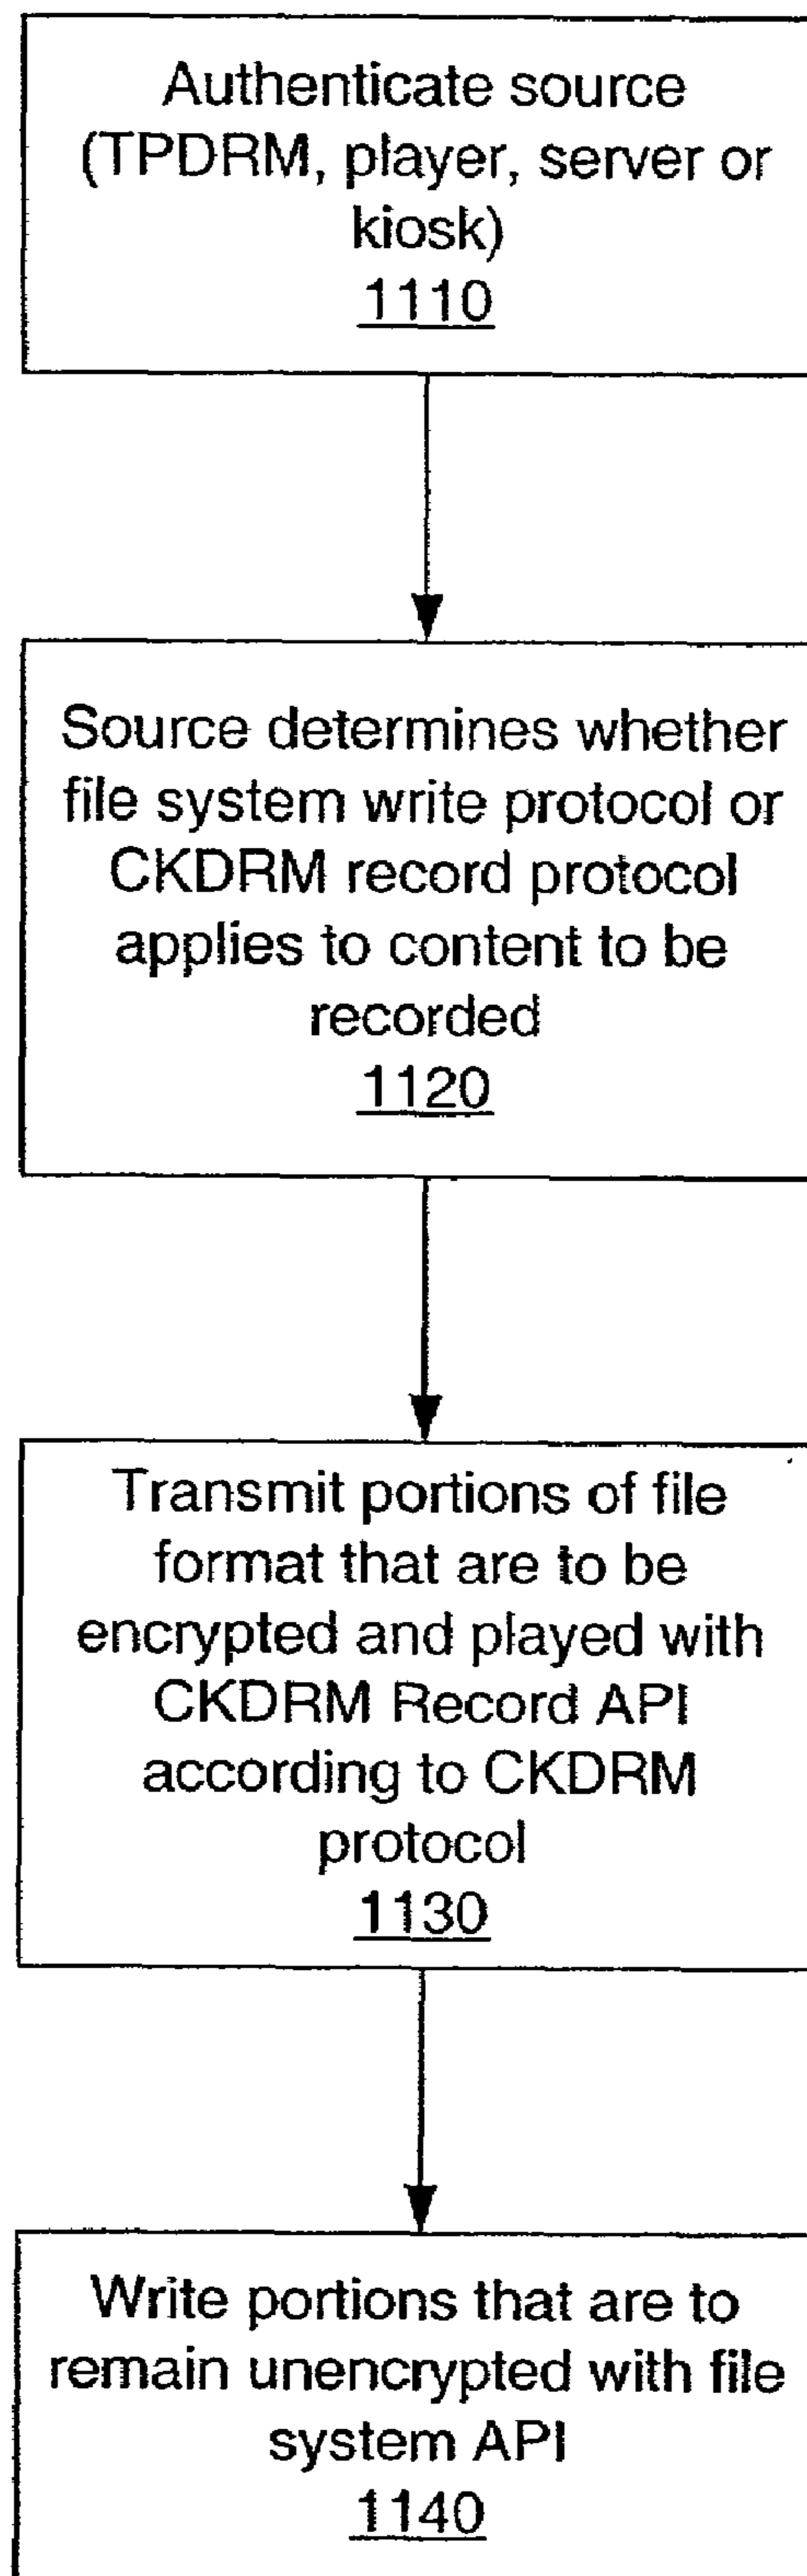 Authenticate source
(TPDRM, player, server or
kiosk)
1110
Source determines whether
file system write protocol or
CKDRM record protocol
applies to content to be
recorded
1120
Transmit portions of file
format that are to be
encrypted and played with
CKDRM Record API
according to CKDRM
protocol
1130
Write portions that are to
remain unencrypted with file
system API
1140